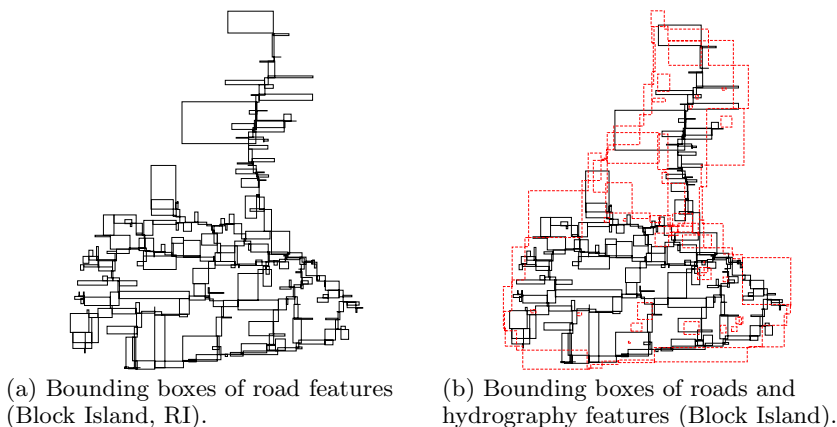 (a) Bounding boxes of road features
(Block Island, RI).
(b) Bounding boxes of roads and
hydrography features (Block Island).